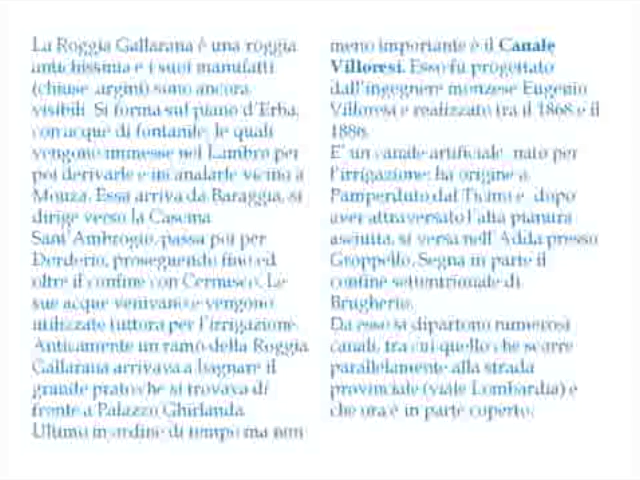 La Roggia Gallarana è una roggia
antichissima e i suoi manufatti
(chiuse, argini) sono ancora
visibili. Si forma sul piano d'Erba,
con acque di fontanile, le quali
vengono immesse nel Lambro per
poi derivarle e incanalarle vicino a
Monza. Essa arriva da Baraggia, si
dirige verso la Cascina
Sant'Ambrogio, passa poi per
Dorderio, proseguendo fino ed
oltre il confine con Cernusco. Le
sue acque venivano e vengono
utilizzate tuttora per l'irrigazione.
Anticamente un ramo della Roggia
Gallarana arrivava a bagnare il
grande prato che si trovava di
fronte a Palazzo Ghirlanda.
Ultimo in ordine di tempo ma non
meno importante è il Canale
Villoresi. Esso fu progettato
dall'ingegnere monzese Eugenio
Villoresi e realizzato tra il 1868 e il
1886.
E' un canale artificiale nato per
l'irrigazione; ha origine a
Pamperduto dal Ticino e, dopo
aver attraversato l'alta pianura
asciutta, si versa nell'Adda presso
Groppello. Segna in parte il
confine settentrionale di
Brugherio.
Da esso si dipartono numerosi
canali, tra cui quello che scorre
parallelamente alla strada
provinciale (viale Lombardia) e
che ora è in parte coperto.